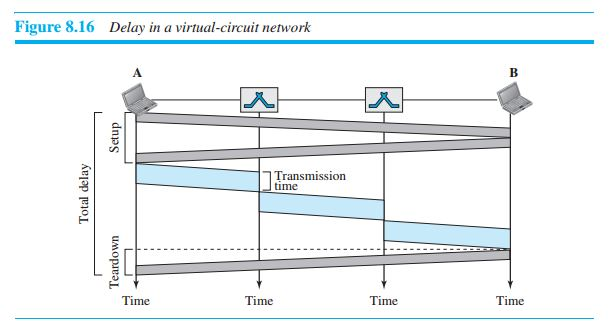 Figure 8.16 Delay in a virtual-circuit network
A
B
Setup
Transmission
time
Total delay
Teardown
Time
Time
Time
Time